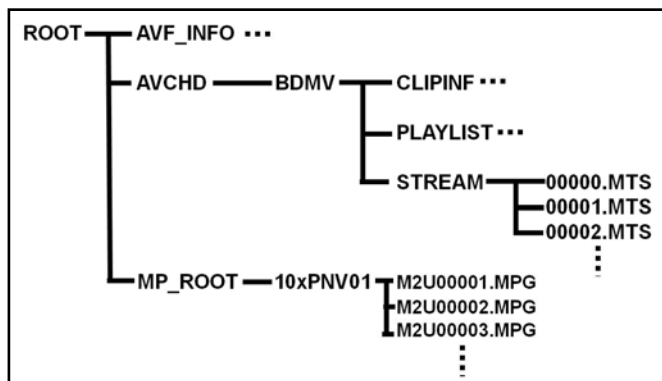 ROOT AVF_INFO
AVCHD BDMV CLIPINF
PLAYLIST
STREAM 00000.MTS
00001.MTS
00002.MTS
MP_ROOT 10xPNV01 M2U00001.MPG
M2U00002.MPG
M2U00003.MPG